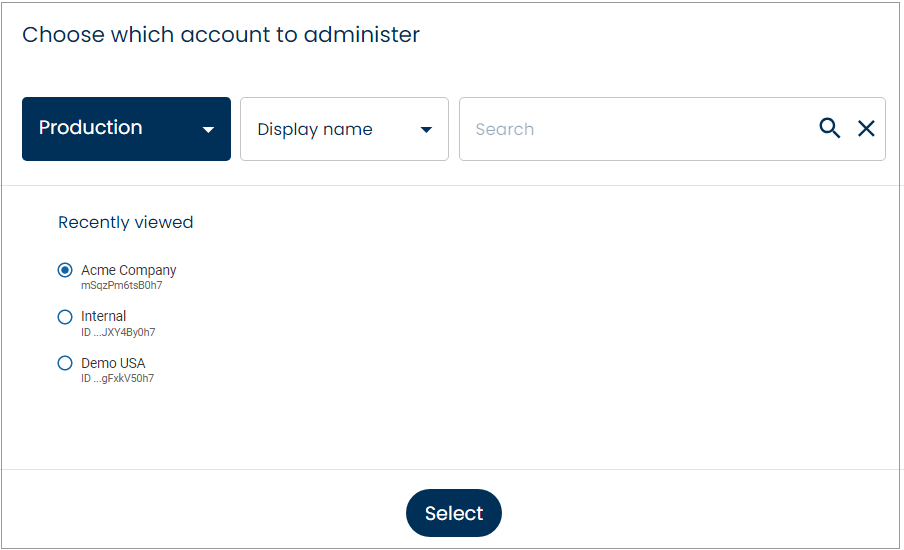 Choose which account to administer
Production
Display name
Search
Recently viewed
Acme Company
mSqzPm6tsB0h7
Internal
ID ...JXY4By0h7
Demo USA
ID ...gFxkV50h7
Select